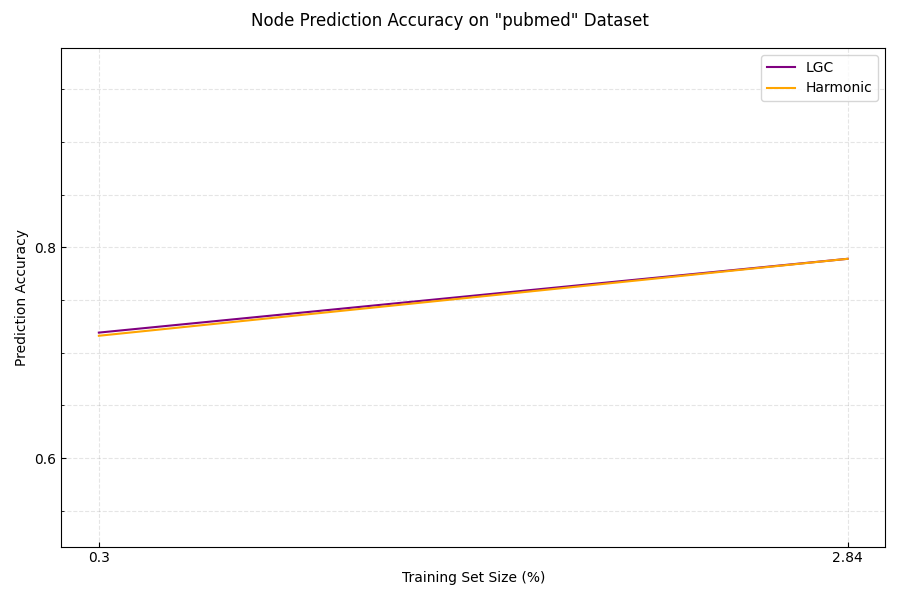 Node Prediction Accuracy on "pubmed" Dataset
LGC
Harmonic
Prediction Accuracy
0.8
0.6
0.3
2.84
Training Set Size (%)